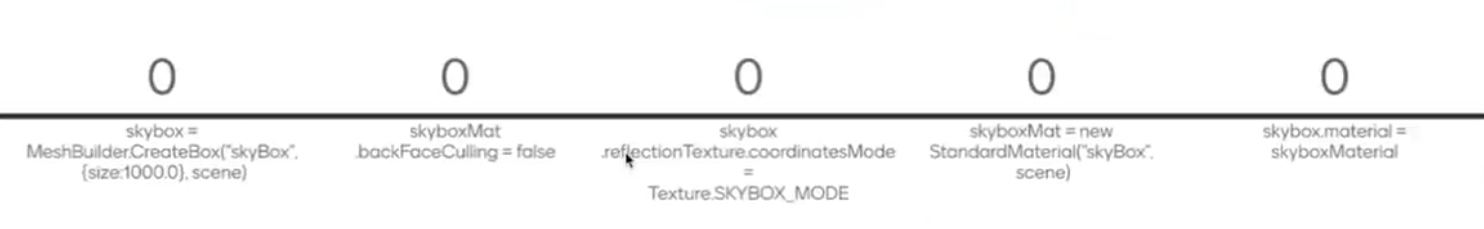 0
skybox =
MeshBuilder.CreateBox("skyBox",
{size:1000.0}, scene)
0
skyboxMat
.backFaceCulling = false
0
skybox
.reflectionTexture.coordinatesMode
=
Texture.SKYBOX_MODE
0
skyboxMat = new
StandardMaterial("skyBox",
scene)
0
skybox.material =
skyboxMaterial